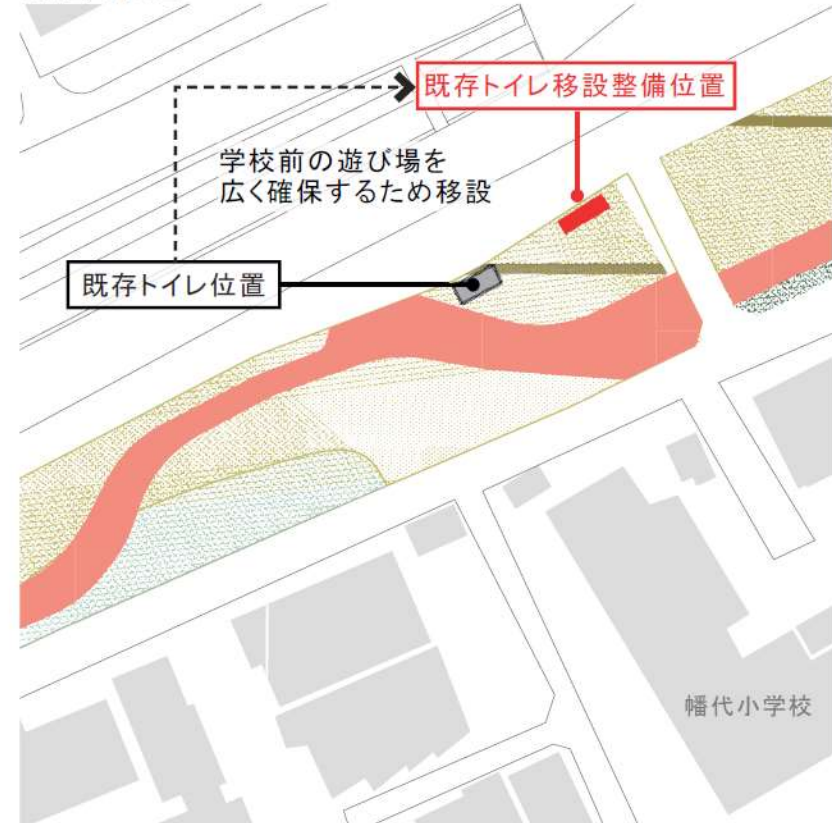 既存トイレ移設整備位置
学校前の遊び場を
広く確保するため移設
既存トイレ位置
幡代小学校